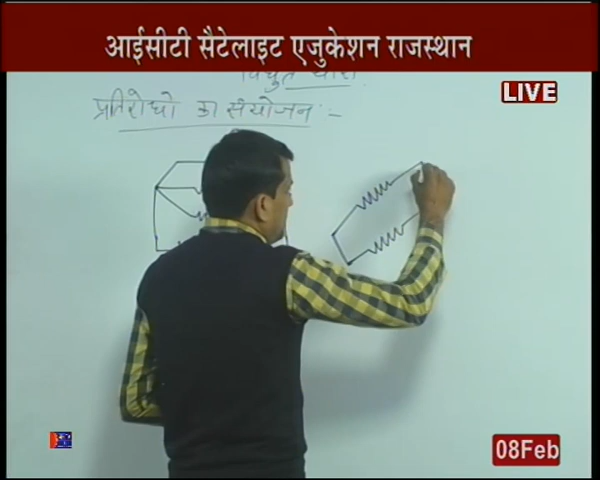 आईसीटी सैटेलाइट एजुकेशन राजस्थान
विद्युत धारा
LIVE
प्रतिरोधो का संयोजन :-
08Feb